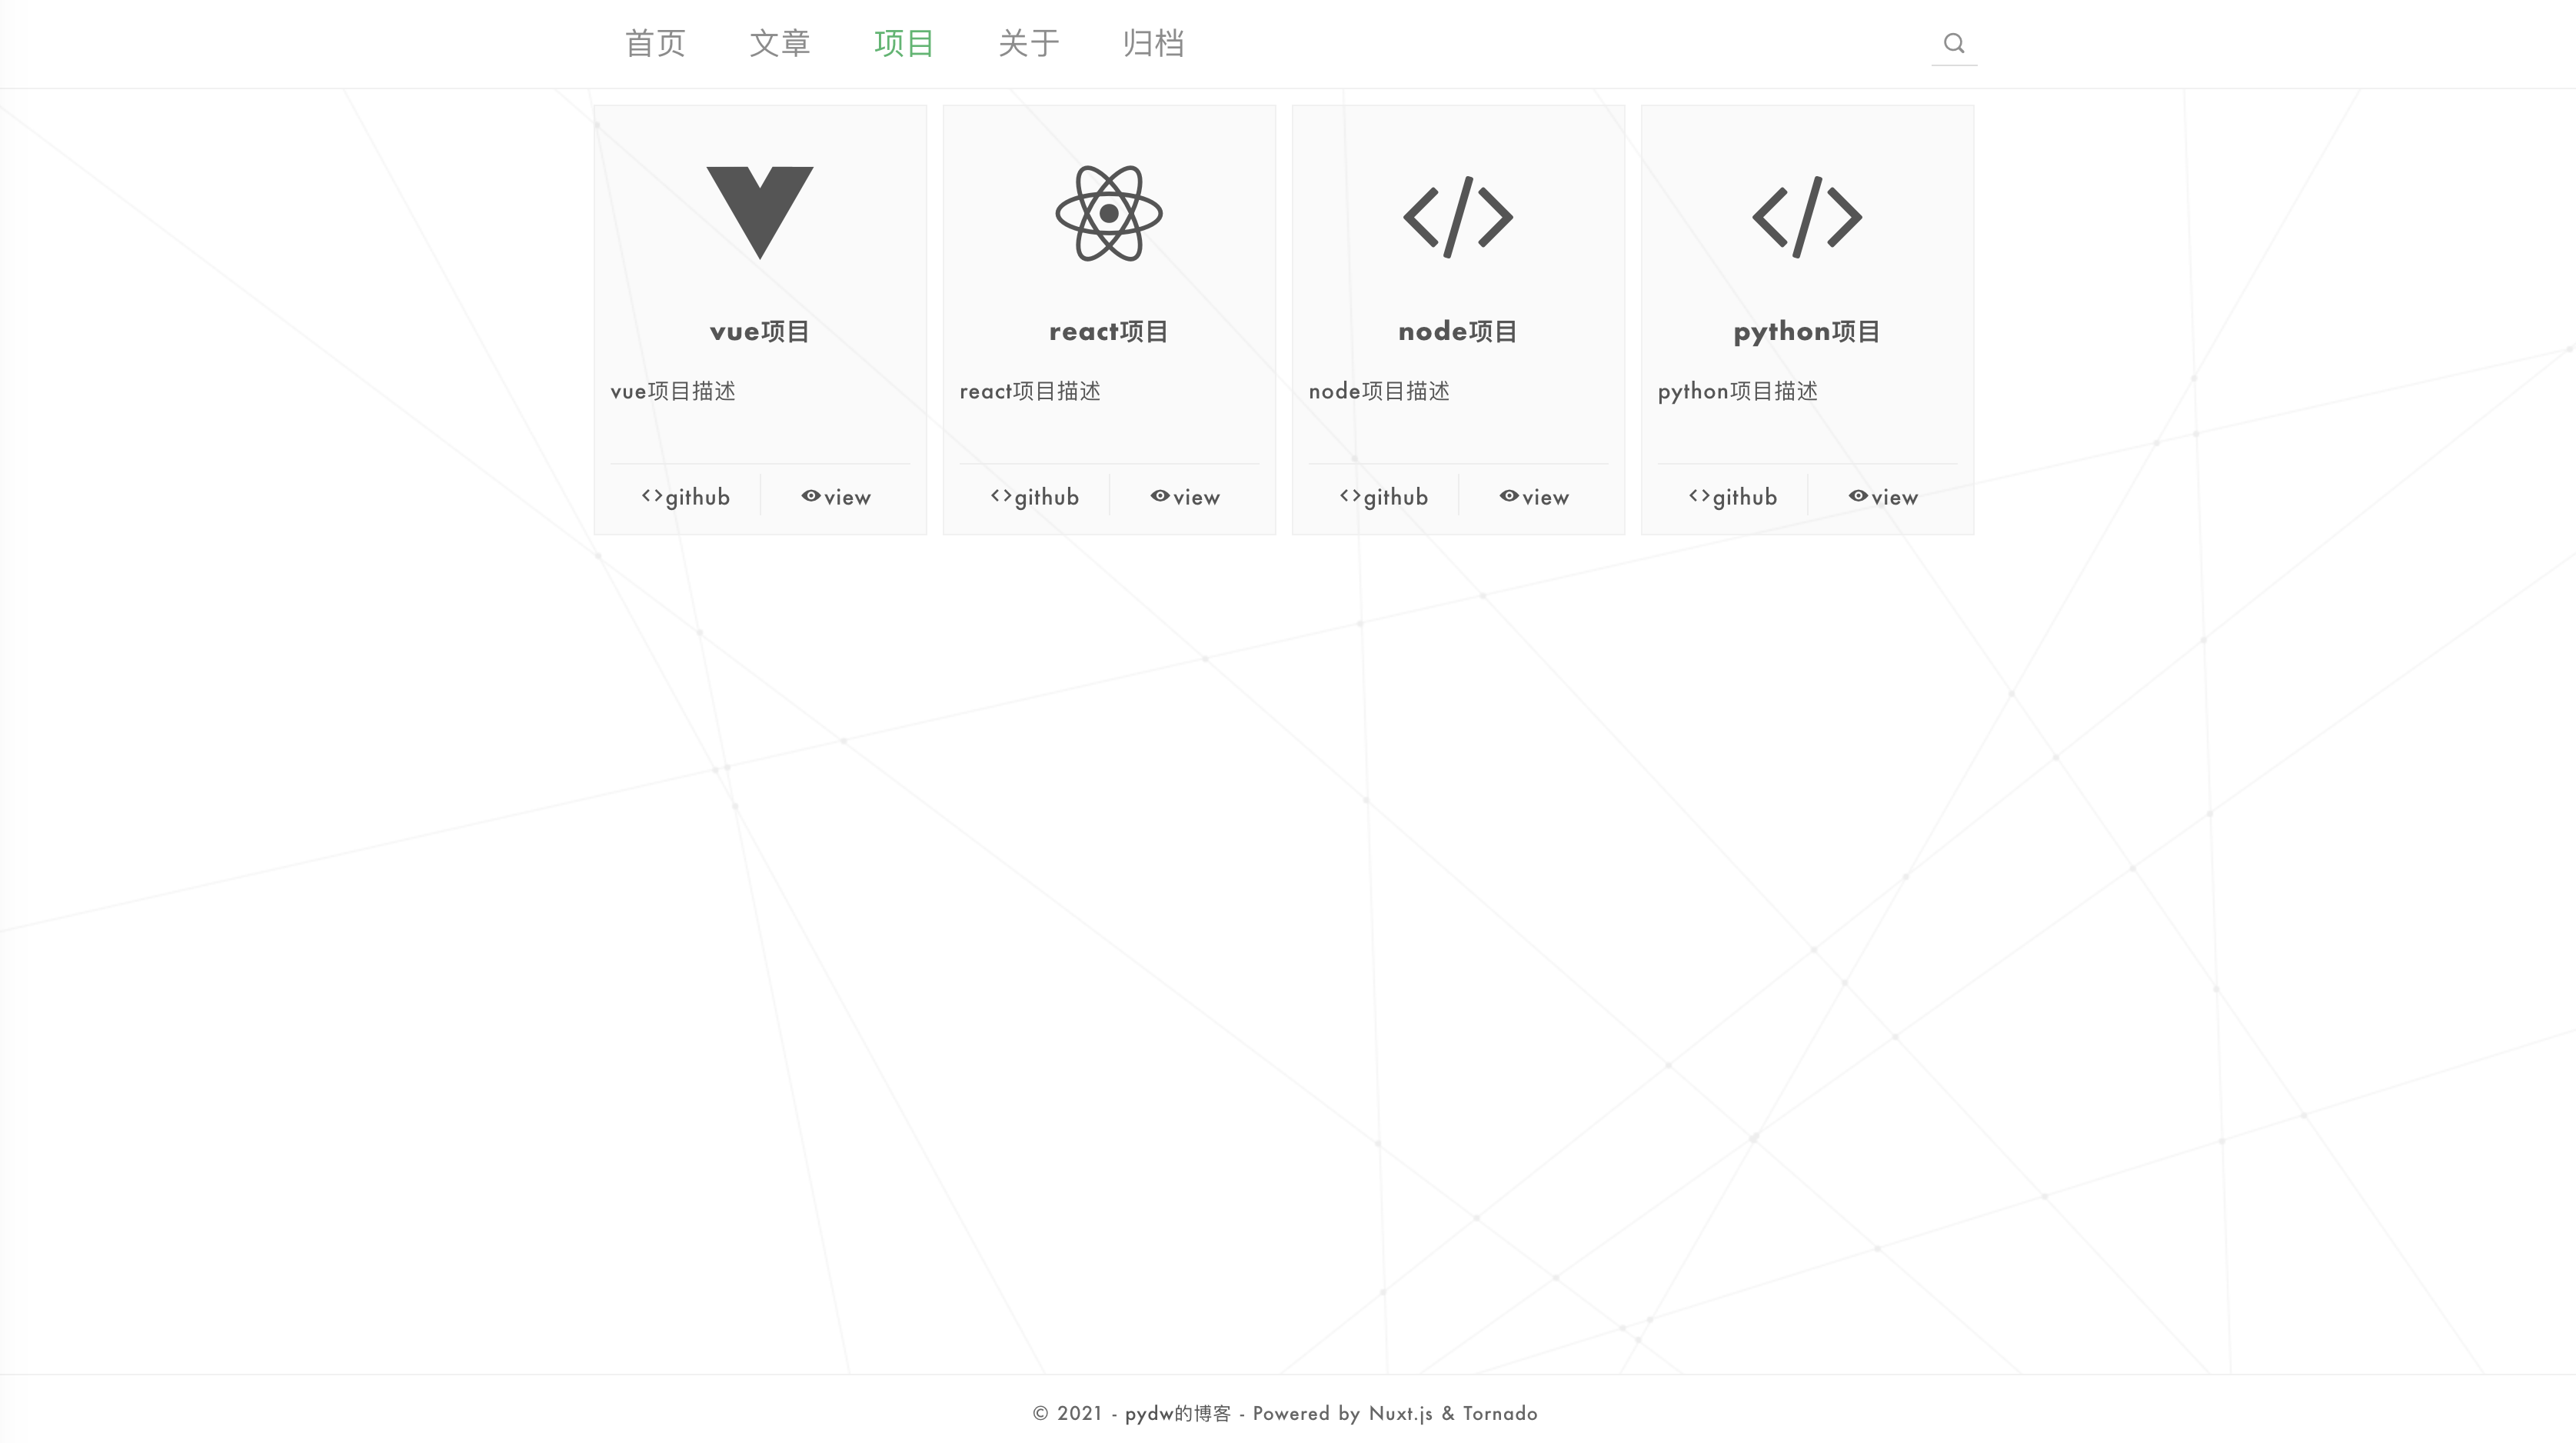 首页 文章 项目 关于 归档
vue项目
vue项目描述
github view
react项目
react项目描述
github view
node项目
node项目描述
github view
python项目
python项目描述
github view
© 2021 - pydw的博客 - Powered by Nuxt.js & Tornado